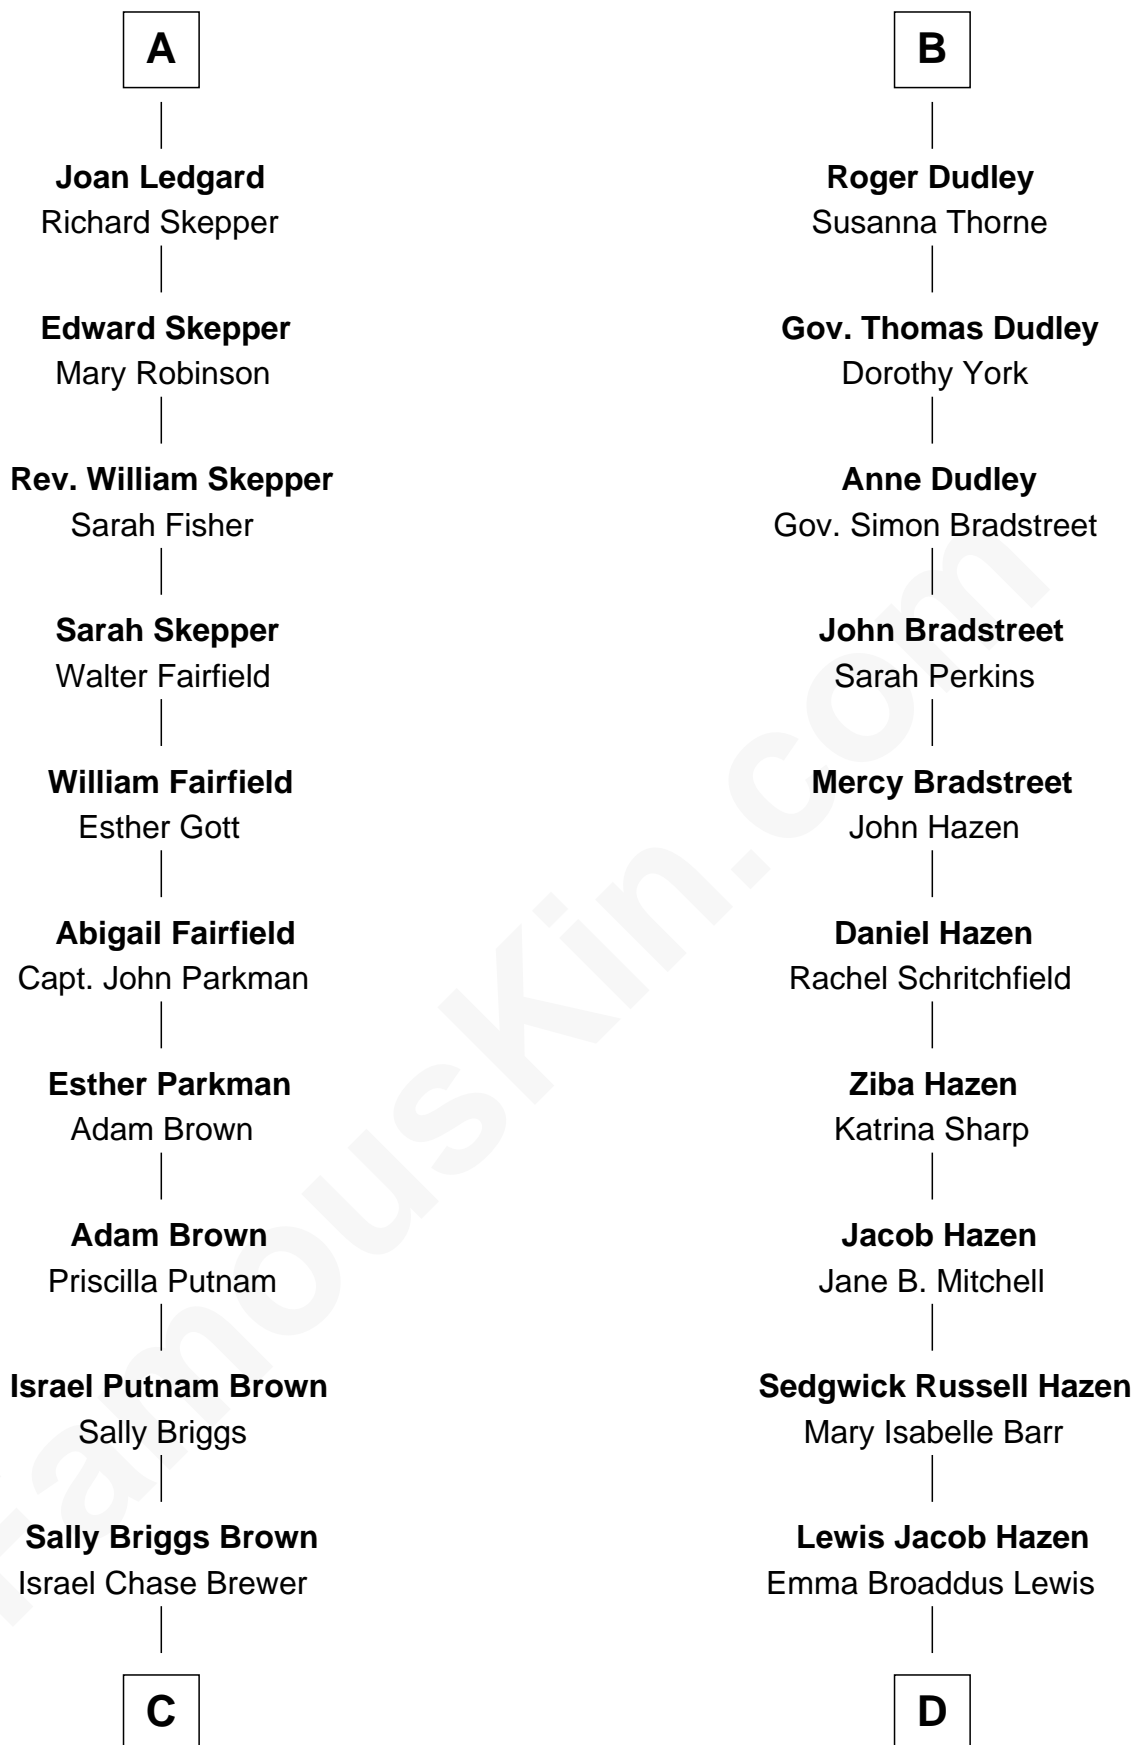 A
Joan Ledgard
Richard Skepper
Edward Skepper
Mary Robinson
Rev. William Skepper
Sarah Fisher
Sarah Skepper
Walter Fairfield
William Fairfield
Esther Gott
Abigail Fairfield
Capt. John Parkman
Esther Parkman
Adam Brown
Adam Brown
Priscilla Putnam
Israel Putnam Brown
Sally Briggs
Sally Briggs Brown
Israel Chase Brewer
C
B
Roger Dudley
Susanna Thorne
Gov. Thomas Dudley
Dorothy York
Anne Dudley
Gov. Simon Bradstreet
John Bradstreet
Sarah Perkins
Mercy Bradstreet
John Hazen
Daniel Hazen
Rachel Schritchfield
Ziba Hazen
Katrina Sharp
Jacob Hazen
Jane B. Mitchell
Sedgwick Russell Hazen
Mary Isabelle Barr
Lewis Jacob Hazen
Emma Broaddus Lewis
D
FamousKin.com